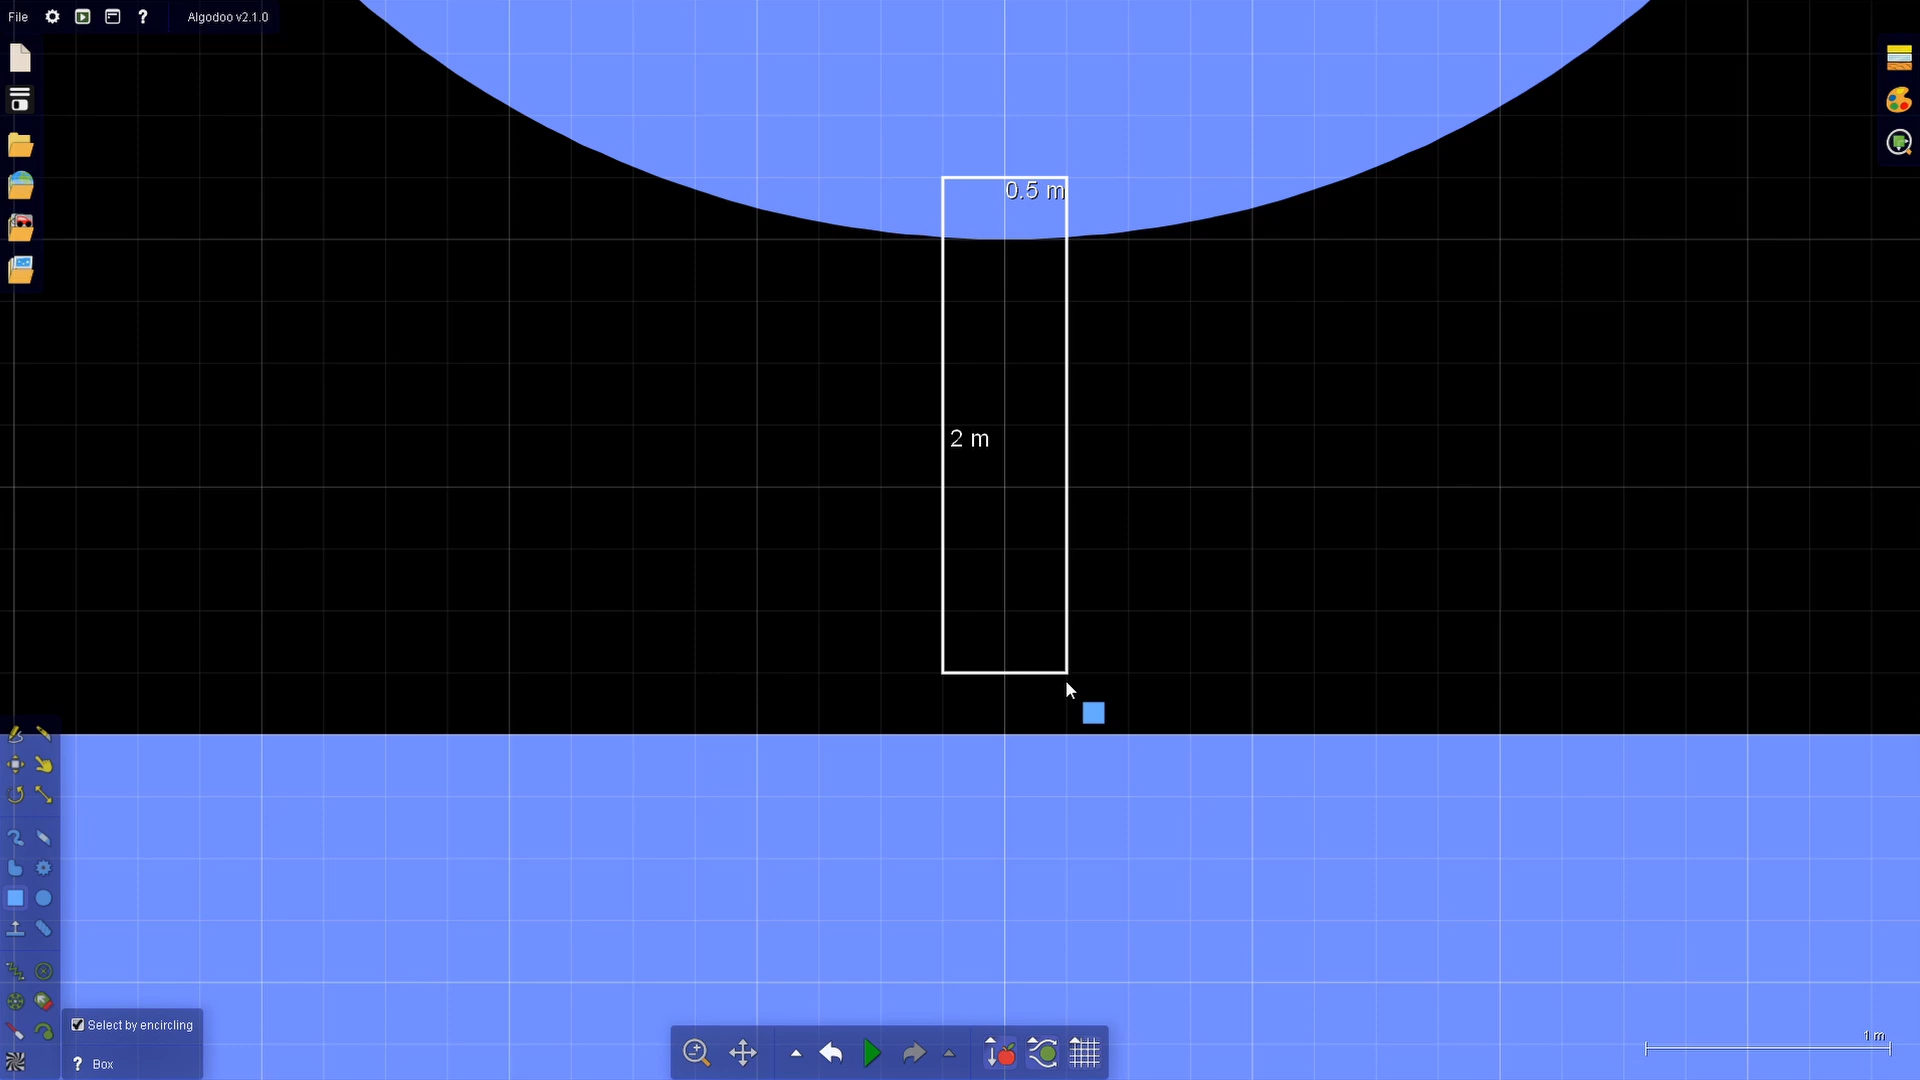 File
?
Algodoo v2.1.0
0.5 m
2 m
Select by encircling
? Box
1 m